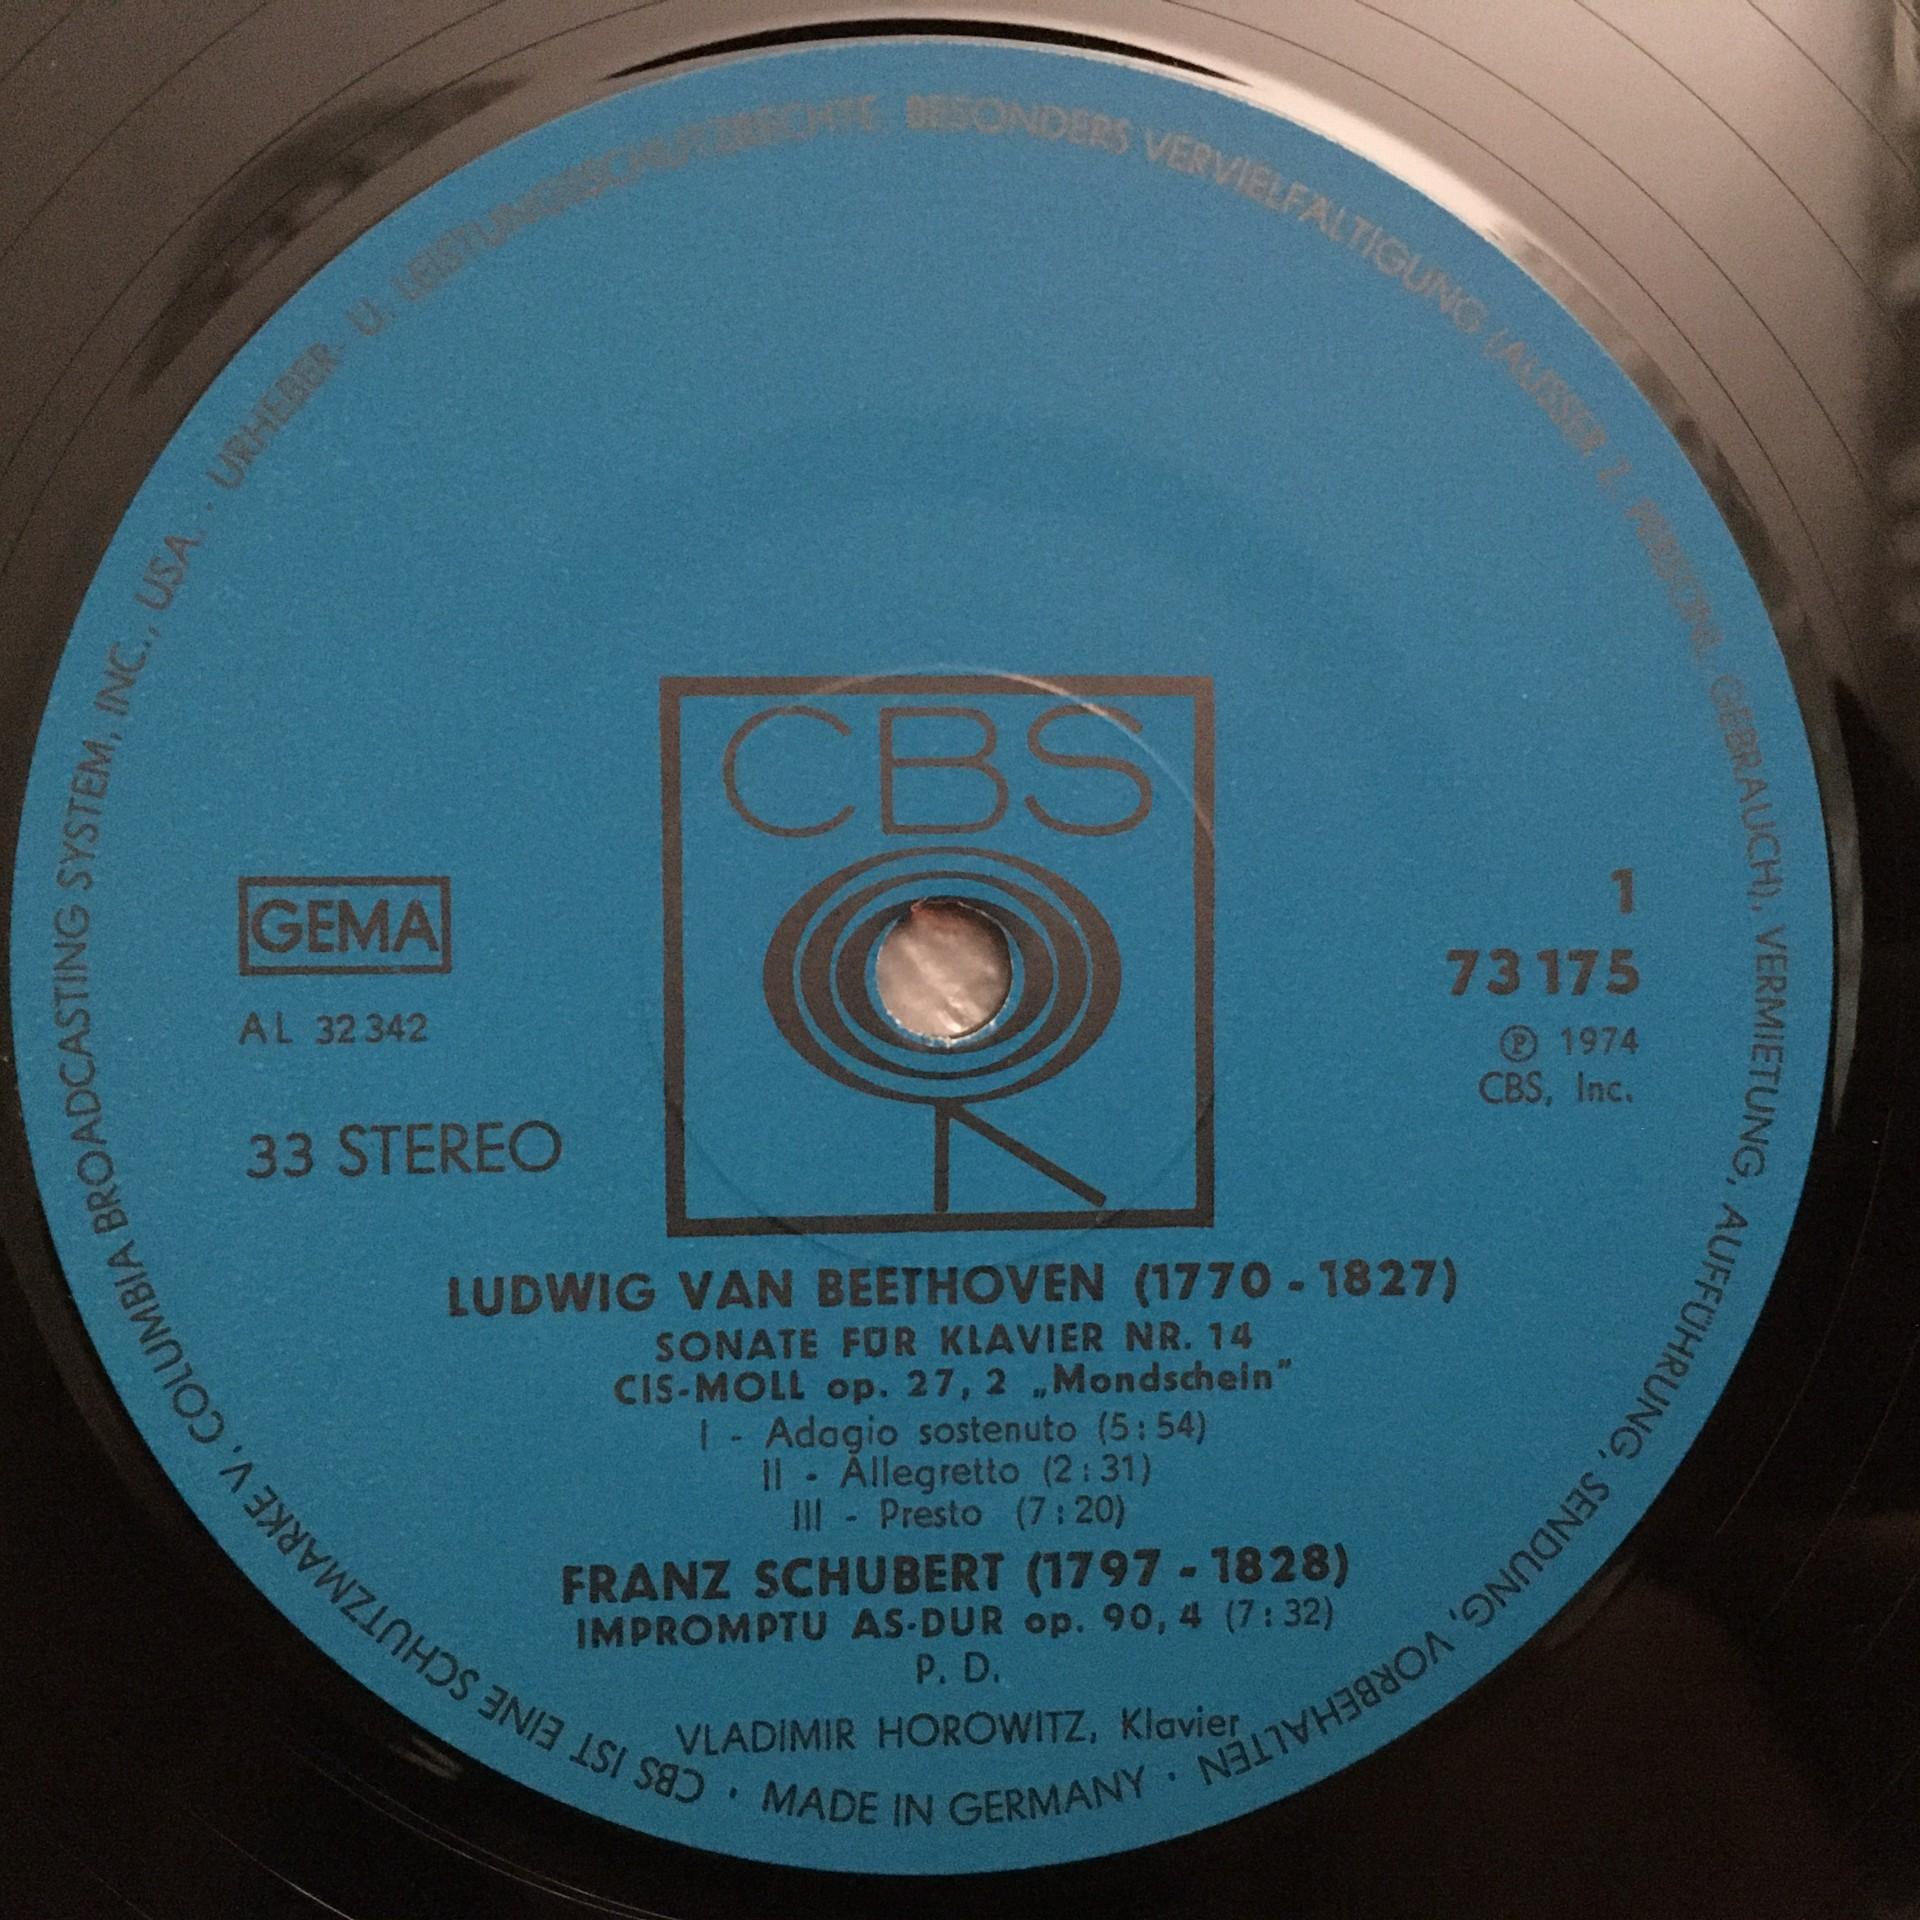 URHEBER- U. LEISTUNGSSCHUTZRECHTE BESONDERS VERVIELFÄLTIGUNG (AUSSER Z. PERSÖNL. GEBRAUCH), VERMIETUNG, AUFFÜHRUNG, SENDUNG, VORBEHALTEN · MADE IN GERMANY · CBS IST EINE SCHUTZMARKE V. COLUMBIA BROADCASTING SYSTEM, INC., USA. ·
CBS
GEMA
AL 32 342
33 STEREO
1
73 175
Ⓟ 1974
CBS, Inc.
LUDWIG VAN BEETHOVEN (1770 - 1827)
SONATE FÜR KLAVIER NR. 14
CIS-MOLL op. 27, 2 „Mondschein"
I - Adagio sostenuto (5 : 54)
II - Allegretto (2 : 31)
III - Presto (7 : 20)
FRANZ SCHUBERT (1797 - 1828)
IMPROMPTU AS-DUR op. 90, 4 (7 : 32)
P. D.
VLADIMIR HOROWITZ, Klavier